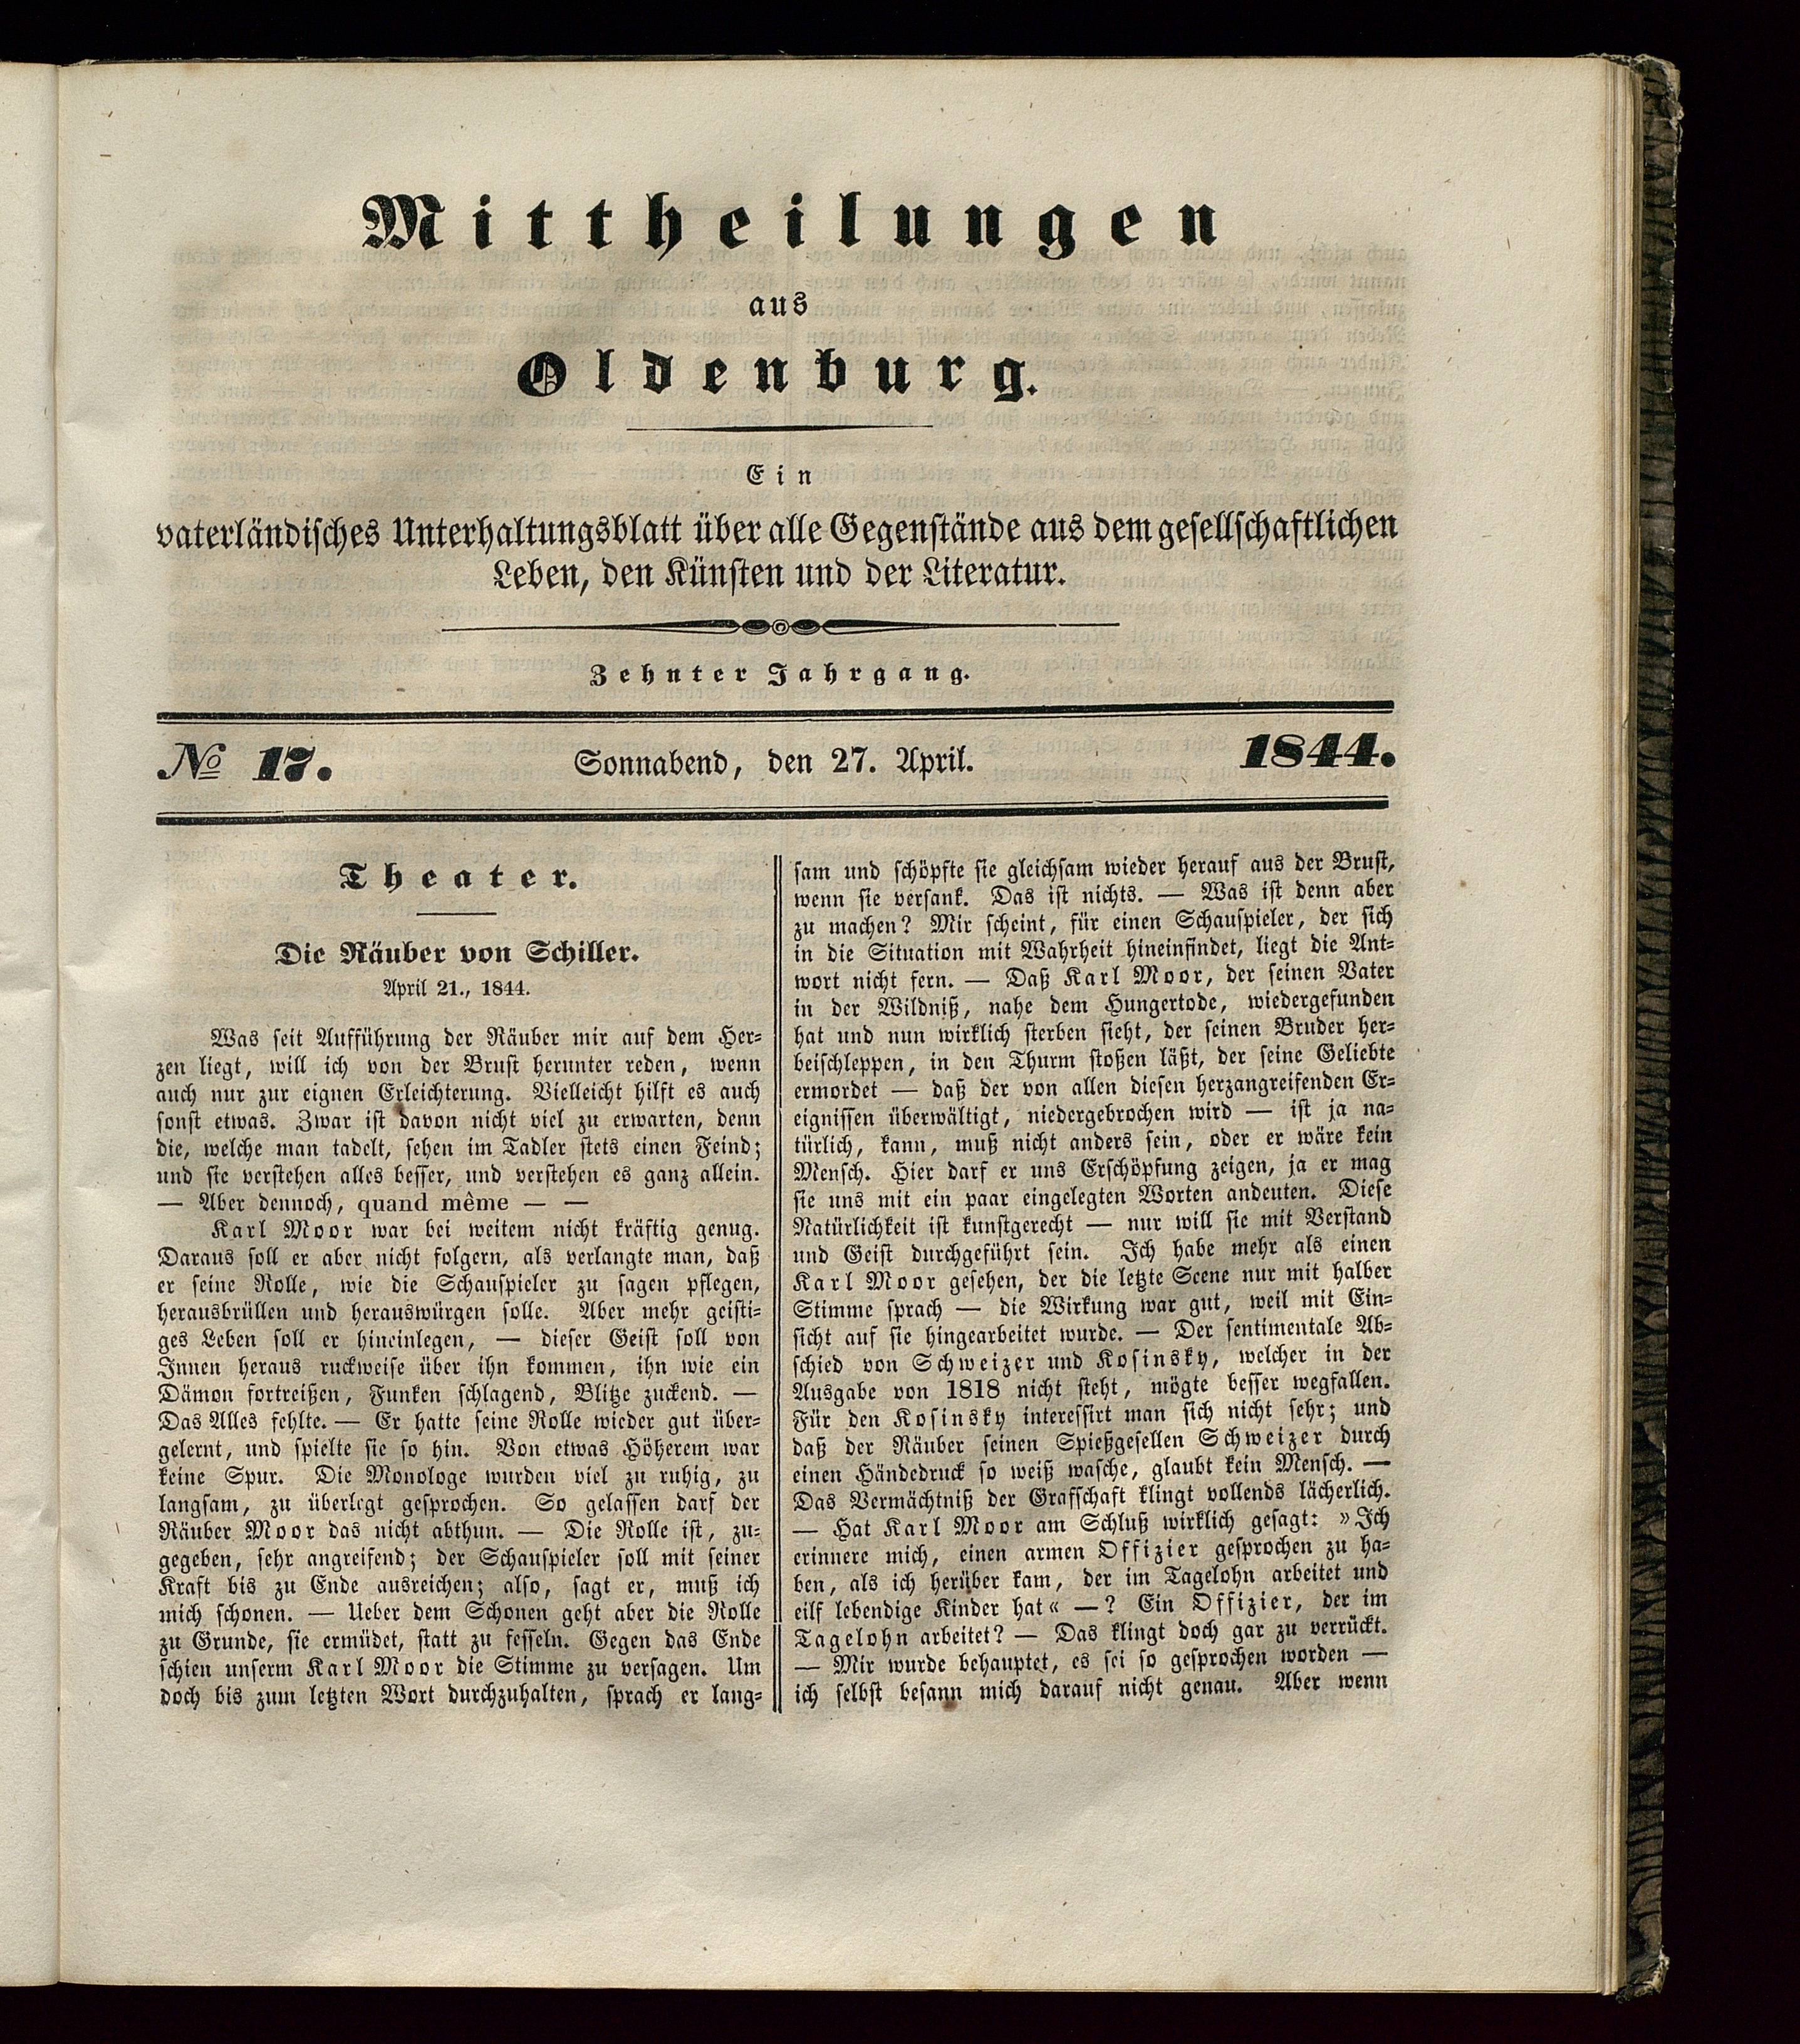 Mittheilungen
aus
Oldenburg.
Ein
vaterländisches Unterhaltungsblatt über alle Gegenstände aus dem gesellschaftlichen
Leben, den Künsten und der Literatur.
Zehnter Jahrgang.
No 17. Sonnabend, den 27. April. 1844.
Theater.
Die Räuber von Schiller.
April 21., 1844.
Was seit Aufführung der Räuber mir auf dem Her-
zen liegt, will ich von der Brust herunter reden, wenn
auch nur zur eignen Erleichterung. Vielleicht hilft es auch
sonst etwas. Zwar ist davon nicht viel zu erwarten, denn
die, welche man tadelt, sehen im Tadler stets einen Feind;
und sie verstehen alles besser, und verstehen es ganz allein.
— Aber dennoch, quand même — —
Karl Moor war bei weitem nicht kräftig genug.
Daraus soll er aber nicht folgern, als verlangte man, daß
er seine Rolle, wie die Schauspieler zu sagen pflegen,
herausbrüllen und herauswürgen solle. Aber mehr geisti-
ges Leben soll er hineinlegen, — dieser Geist soll von
Innen heraus ruckweise über ihn kommen, ihn wie ein
Dämon fortreißen, Funken schlagend, Blitze zuckend. —
Das Alles fehlte. — Er hatte seine Rolle wieder gut über-
gelernt, und spielte sie so hin. Von etwas Höherem war
keine Spur. Die Monologe wurden viel zu ruhig, zu
langsam, zu überlegt gesprochen. So gelassen darf der
Räuber Moor das nicht abthun. — Die Rolle ist, zu-
gegeben, sehr angreifend; der Schauspieler soll mit seiner
Kraft bis zu Ende ausreichen; also, sagt er, muß ich
mich schonen. — Ueber dem Schonen geht aber die Rolle
zu Grunde, sie ermüdet, statt zu fesseln. Gegen das Ende
schien unserm Karl Moor die Stimme zu versagen. Um
doch bis zum letzten Wort durchzuhalten, sprach er lang-
sam und schöpfte sie gleichsam wieder herauf aus der Brust,
wenn sie versank. Das ist nichts. — Was ist denn aber
zu machen? Mir scheint, für einen Schauspieler, der sich
in die Situation mit Wahrheit hineinfindet, liegt die Ant-
wort nicht fern. — Daß Karl Moor, der seinen Vater
in der Wildniß, nahe dem Hungertode, wiedergefunden
hat und nun wirklich sterben sieht, der seinen Bruder her-
beischleppen, in den Thurm stoßen läßt, der seine Geliebte
ermordet — daß der von allen diesen herzangreifenden Er-
eignissen überwältigt, niedergebrochen wird — ist ja na-
türlich, kann, muß nicht anders sein, oder er wäre kein
Mensch. Hier darf er uns Erschöpfung zeigen, ja er mag
sie uns mit ein paar eingelegten Worten andeuten. Diese
Natürlichkeit ist kunstgerecht — nur will sie mit Verstand
und Geist durchgeführt sein. Ich habe mehr als einen
Karl Moor gesehen, der die letzte Scene nur mit halber
Stimme sprach — die Wirkung war gut, weil mit Ein-
sicht auf sie hingearbeitet wurde. — Der sentimentale Ab-
schied von Schweizer und Kosinsky, welcher in der
Ausgabe von 1818 nicht steht, mögte besser wegfallen.
Für den Kosinsky interessirt man sich nicht sehr; und
daß der Räuber seinen Spießgesellen Schweizer durch
einen Händedruck so weiß wasche, glaubt kein Mensch. —
Das Vermächtniß der Grafschaft klingt vollends lächerlich.
— Hat Karl Moor am Schluß wirklich gesagt: »Ich
erinnere mich, einen armen Offizier gesprochen zu ha-
ben, als ich herüber kam, der im Tagelohn arbeitet und
eilf lebendige Kinder hat« —? Ein Offizier, der im
Tagelohn arbeitet? — Das klingt doch gar zu verrückt.
— Mir wurde behauptet, es sei so gesprochen worden —
ich selbst besann mich darauf nicht genau. Aber wenn